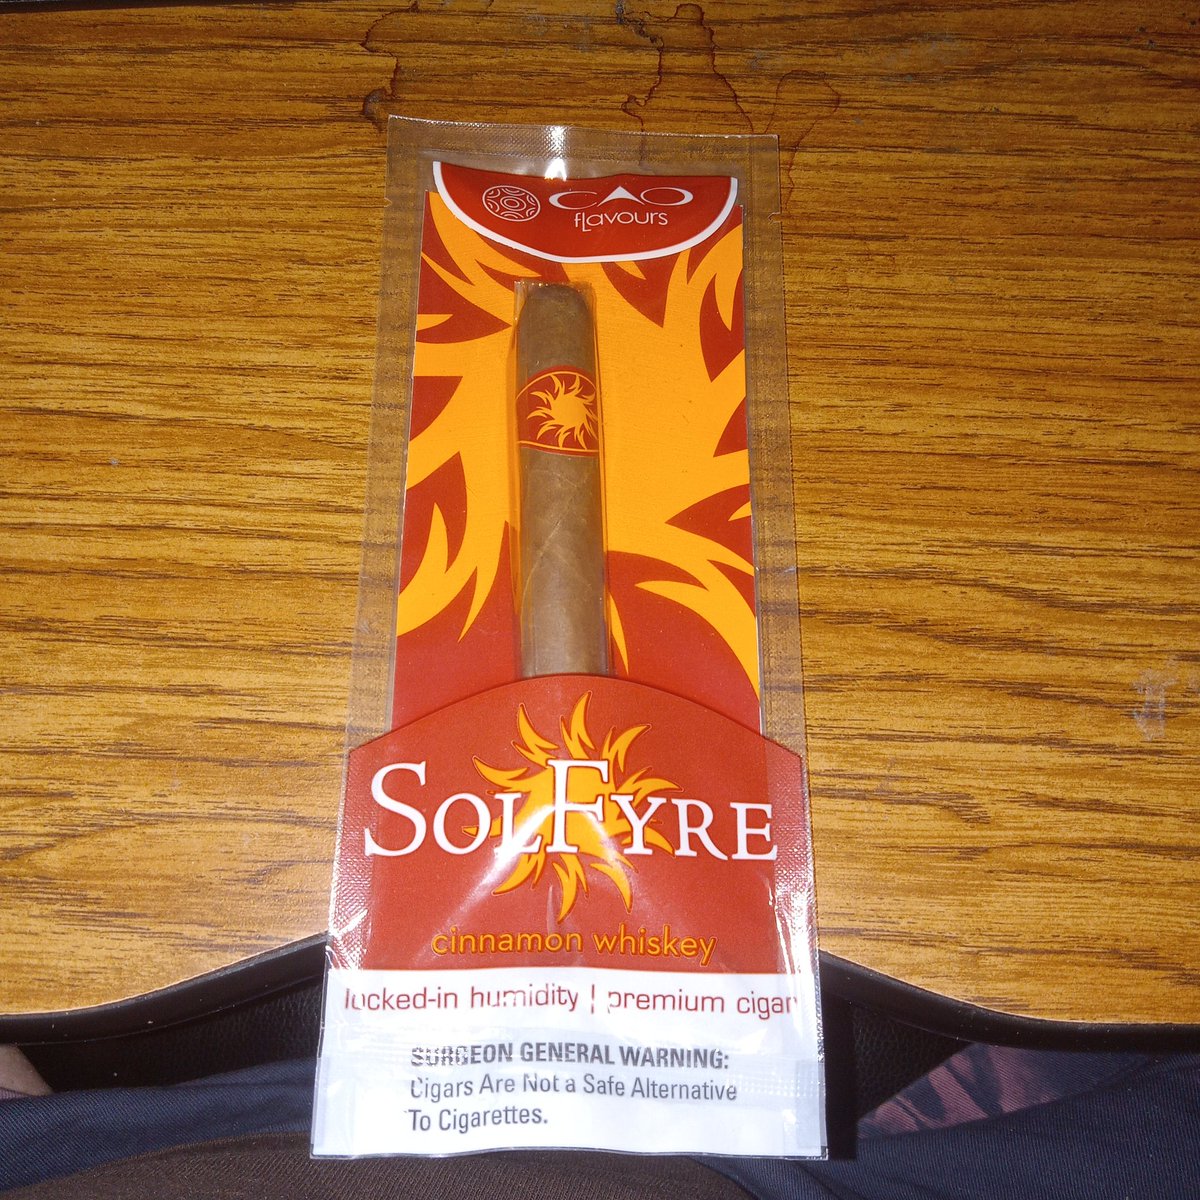 CAO
fLavours
SOLFYRE
cinnamon whiskey
locked-in humidity | premium cigar
SURGEON GENERAL WARNING:
Cigars Are Not a Safe Alternative
To Cigarettes.